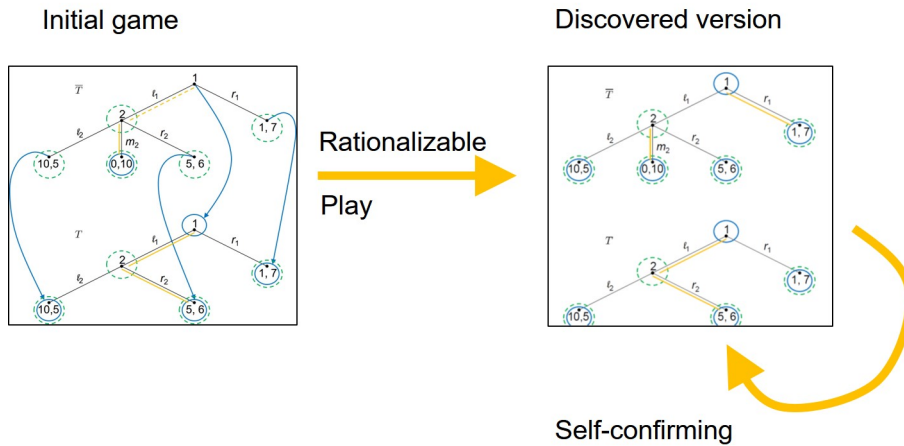 Initial game
Discovered version
T̅
1
ℓ₁
r₁
2
1, 7
ℓ₂
m₂
r₂
10,5
0,10
5, 6
T
1
ℓ₁
r₁
2
1, 7
ℓ₂
r₂
10,5
5, 6
Rationalizable
Play
T̅
1
ℓ₁
r₁
2
1, 7
ℓ₂
m₂
r₂
10,5
0,10
5, 6
T
1
ℓ₁
r₁
2
1, 7
ℓ₂
r₂
10,5
5, 6
Self-confirming